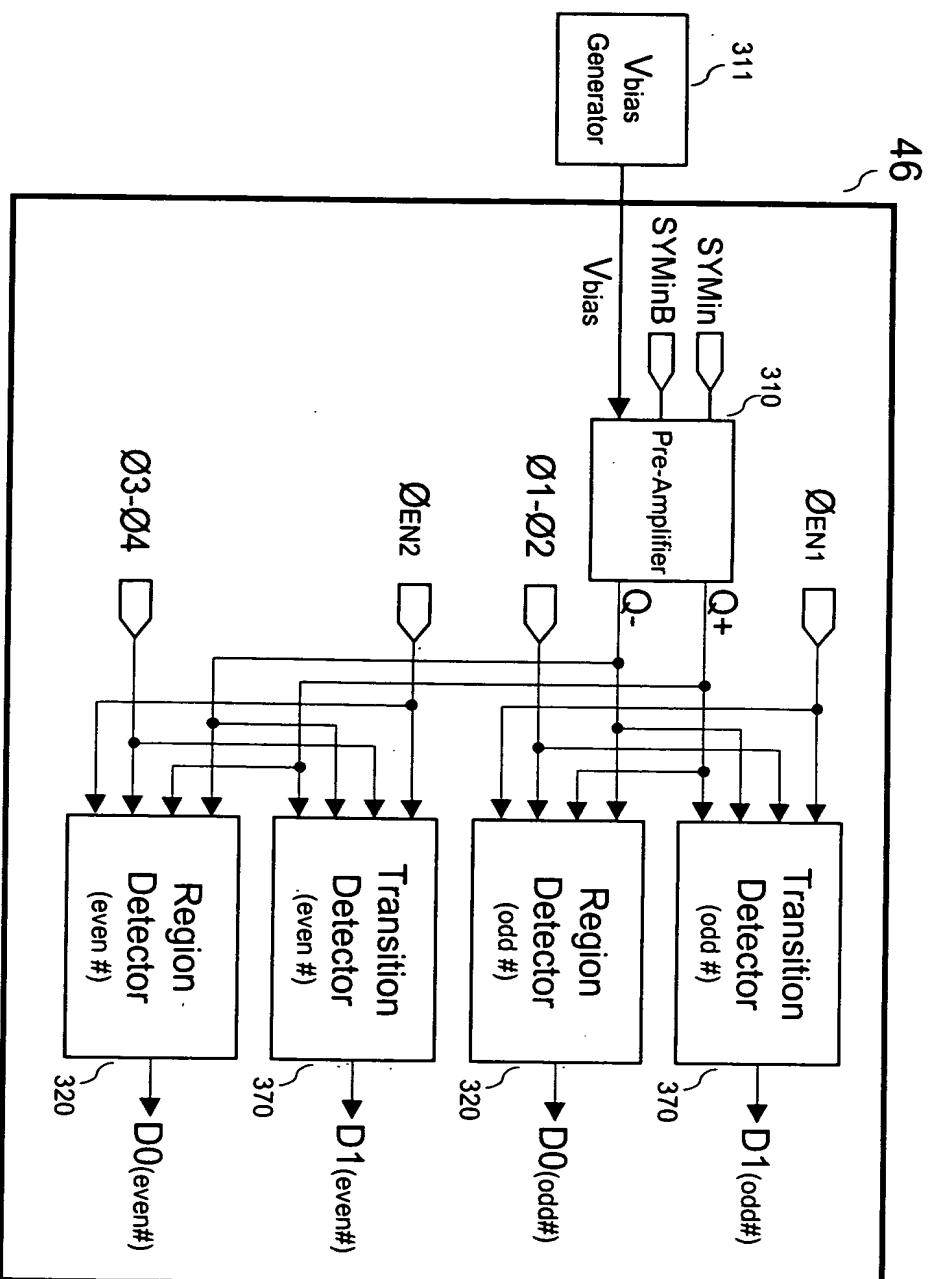 46
311
Vbias
Generator
Vbias
SYMin
SYMinB
310
Pre-Amplifier
Q+
Q-
ØEN1
Ø1-Ø2
ØEN2
Ø3-Ø4
Transition
Detector
(odd #)
370
D1(odd#)
Region
Detector
(odd #)
320
D0(odd#)
Transition
Detector
(even #)
370
D1(even#)
Region
Detector
(even #)
320
D0(even#)